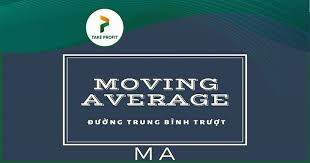 TAKE PROFIT
MOVING
AVERAGE
ĐƯỜNG TRUNG BÌNH TRƯỢT
MA